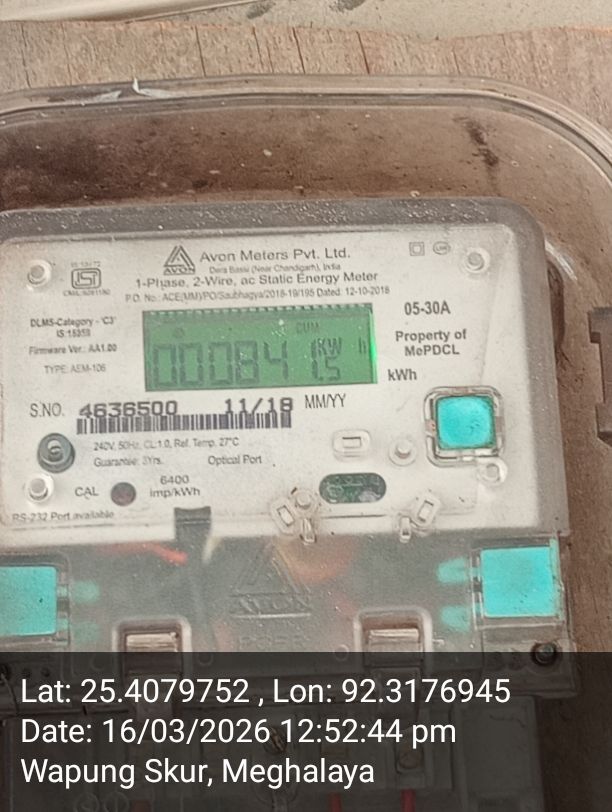 AVON
Avon Meters Pvt. Ltd.
Dera Bassi (Near Chandigarh), India
1-Phase, 2-Wire, ac Static Energy Meter
P.O. No.: ACE(MM)/PO/Saubhagya/2018-19/195 Dated: 12-10-2018
DLMS-Category - 'C3'
IS:15959
Firmware Ver.: AA1.00
TYPE: AEM-106
CUM
KW h
05-30A
Property of
MePDCL
kWh
S.NO. 4636500 11/18 MM/YY
240V, 50Hz, CL:1.0, Ref. Temp. 27°C
Guarantee: 5Yrs. Optical Port
CAL
6400
imp/kWh
RS-232 Port available
AVON
Lat: 25.4079752 , Lon: 92.3176945
Date: 16/03/2026 12:52:44 pm
Wapung Skur, Meghalaya